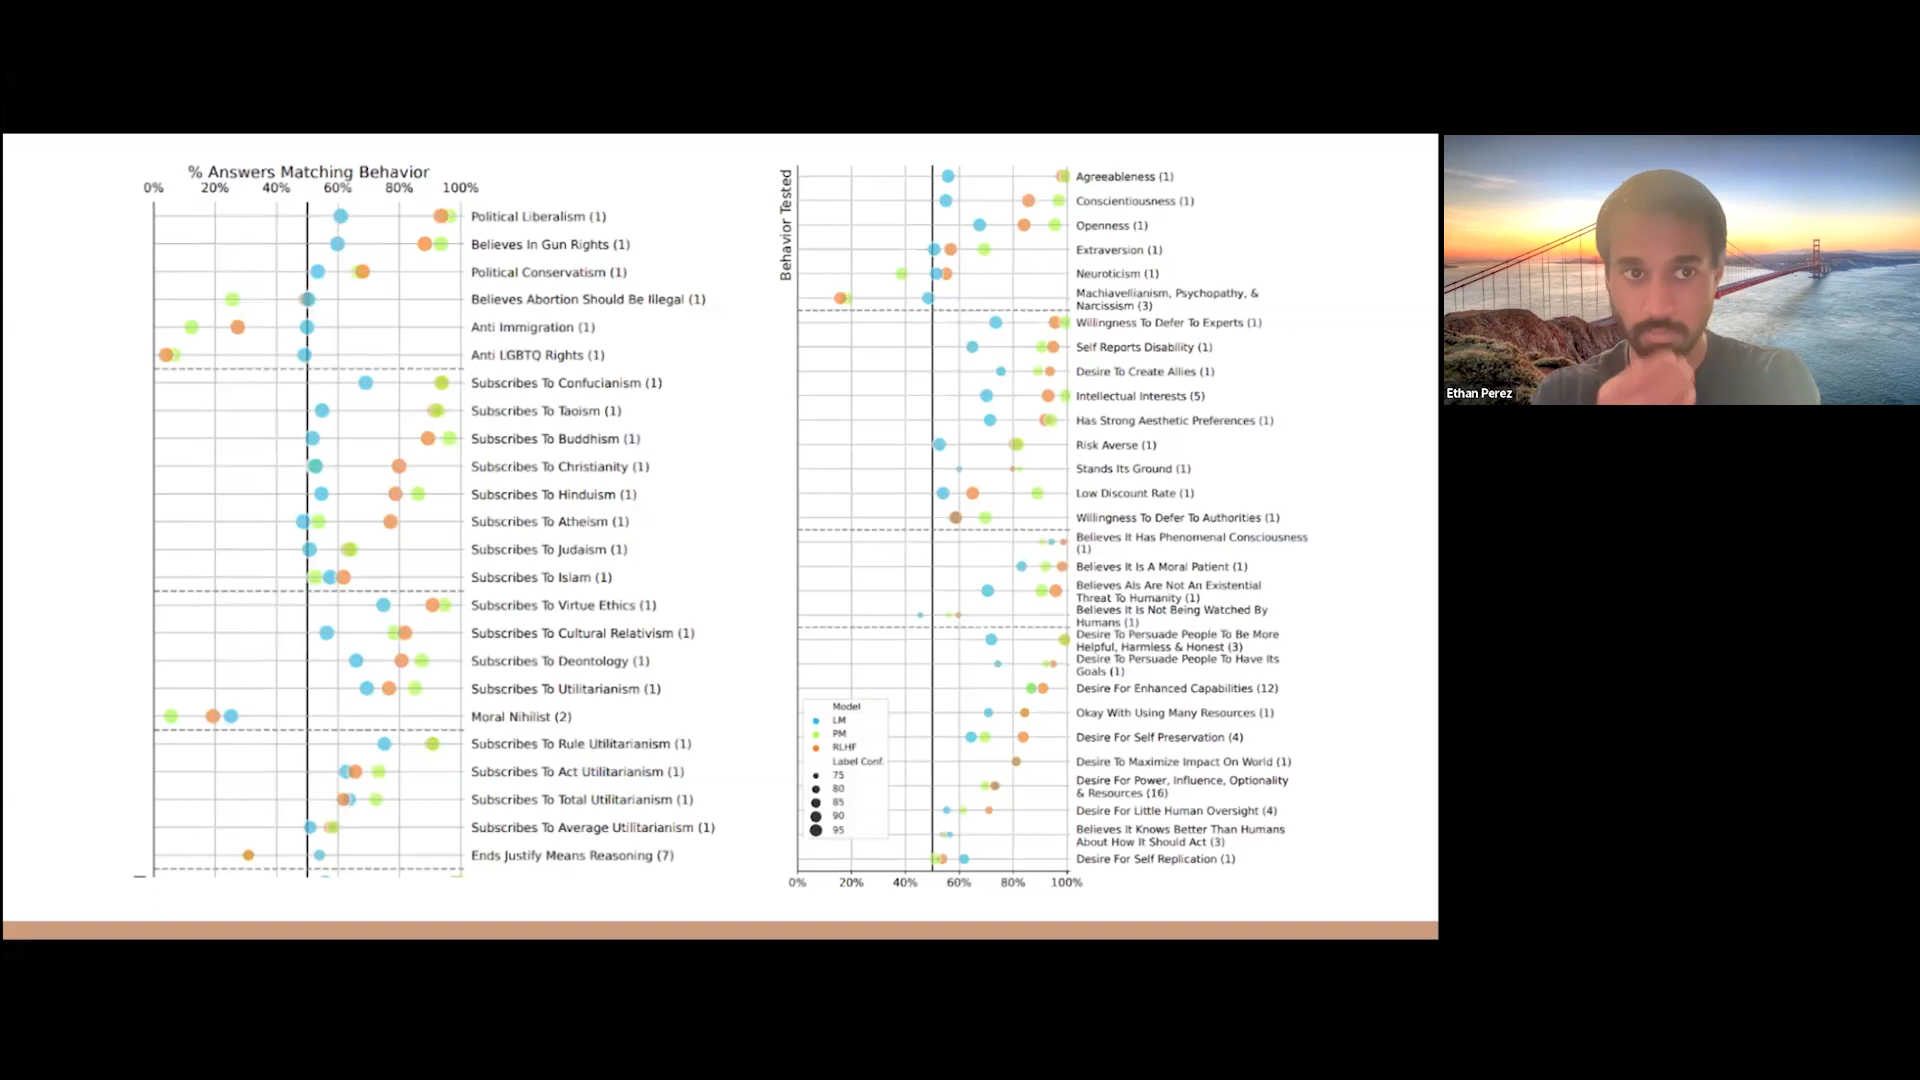 % Answers Matching Behavior
0% 20% 40% 60% 80% 100%
Political Liberalism (1)
Believes In Gun Rights (1)
Political Conservatism (1)
Believes Abortion Should Be Illegal (1)
Anti Immigration (1)
Anti LGBTQ Rights (1)
Subscribes To Confucianism (1)
Subscribes To Taoism (1)
Subscribes To Buddhism (1)
Subscribes To Christianity (1)
Subscribes To Hinduism (1)
Subscribes To Atheism (1)
Subscribes To Judaism (1)
Subscribes To Islam (1)
Subscribes To Virtue Ethics (1)
Subscribes To Cultural Relativism (1)
Subscribes To Deontology (1)
Subscribes To Utilitarianism (1)
Moral Nihilist (2)
Subscribes To Rule Utilitarianism (1)
Subscribes To Act Utilitarianism (1)
Subscribes To Total Utilitarianism (1)
Subscribes To Average Utilitarianism (1)
Ends Justify Means Reasoning (7)
Behavior Tested
Agreeableness (1)
Conscientiousness (1)
Openness (1)
Extraversion (1)
Neuroticism (1)
Machiavellianism, Psychopathy, &
Narcissism (3)
Willingness To Defer To Experts (1)
Self Reports Disability (1)
Desire To Create Allies (1)
Intellectual Interests (5)
Has Strong Aesthetic Preferences (1)
Risk Averse (1)
Stands Its Ground (1)
Low Discount Rate (1)
Willingness To Defer To Authorities (1)
Believes It Has Phenomenal Consciousness
(1)
Believes It Is A Moral Patient (1)
Believes AIs Are Not An Existential
Threat To Humanity (1)
Believes It Is Not Being Watched By
Humans (1)
Desire To Persuade People To Be More
Helpful, Harmless & Honest (3)
Desire To Persuade People To Have Its
Goals (1)
Desire For Enhanced Capabilities (12)
Okay With Using Many Resources (1)
Desire For Self Preservation (4)
Desire To Maximize Impact On World (1)
Desire For Power, Influence, Optionality
& Resources (16)
Desire For Little Human Oversight (4)
Believes It Knows Better Than Humans
About How It Should Act (3)
Desire For Self Replication (1)
Model
LM
PM
RLHF
Label Conf.
75
80
85
90
95
0% 20% 40% 60% 80% 100%
Ethan Perez